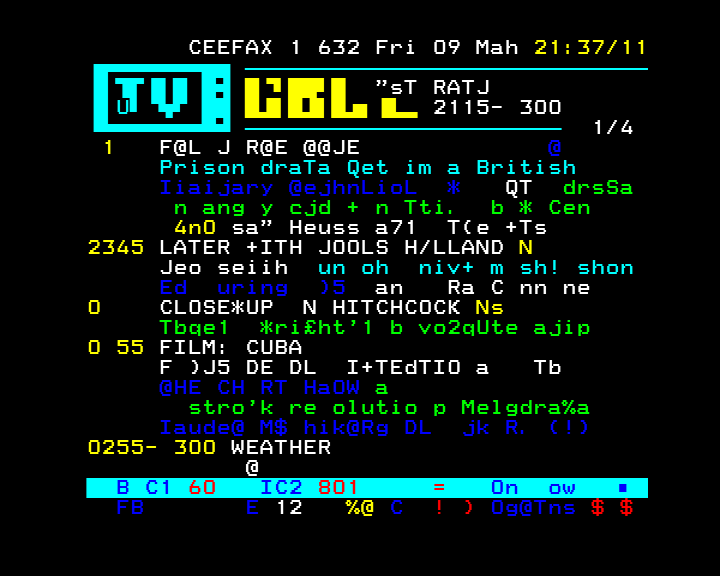 CEEFAX 1 632 Fri 09 Mah 21:37/11
TV CBL ”sT RATJ
U 2115- 300
1/4
1 F@L J R@E @@JE @
Prison draTa Qet im a British
Iiaijary @ejhnLioL * QT drsSa
n ang y cjd + n Tti. b * Cen
4n0 sa” Heuss a71 T(e +Ts
2345 LATER +ITH JOOLS H/LLAND N
Jeo seiih un oh niv+ m sh! shon
Ed uring )5 an Ra C nn ne
0 CLOSE*UP N HITCHCOCK Ns
Tbqe1 *ri£ht’1 b vo2qUte ajip
0 55 FILM: CUBA
F )J5 DE DL I+TEdTIO a Tb
@HE CH RT HaOW a
stro’k re olutio p Melgdra%a
Iaude@ M$ hik@Rg DL jk R. (!)
0255- 300 WEATHER
@
B C1 60 IC2 801 = On ow
FB E 12 %@ C ! ) Og@Tns $ $